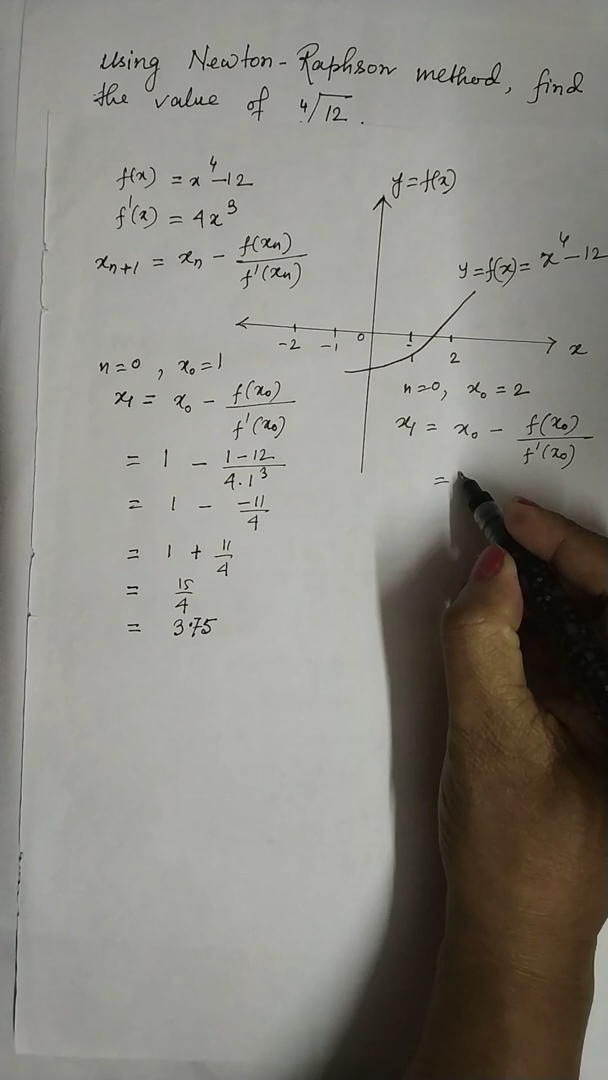 Using Newton-Raphson method, find
the value of ∜12.
f(x) = x⁴-12
f'(x) = 4x³
xₙ₊₁ = xₙ - f(xₙ)/f'(xₙ)
y=f(x)
y=f(x)= x⁴-12
-2 -1 0 1 2 x
n=0, x₀=1
x₁ = x₀ - f(x₀)/f'(x₀)
= 1 - (1-12)/(4.1³)
= 1 - -11/4
= 1 + 11/4
= 15/4
= 3.75
n=0, x₀ = 2
x₁ = x₀ - f(x₀)/f'(x₀)
=